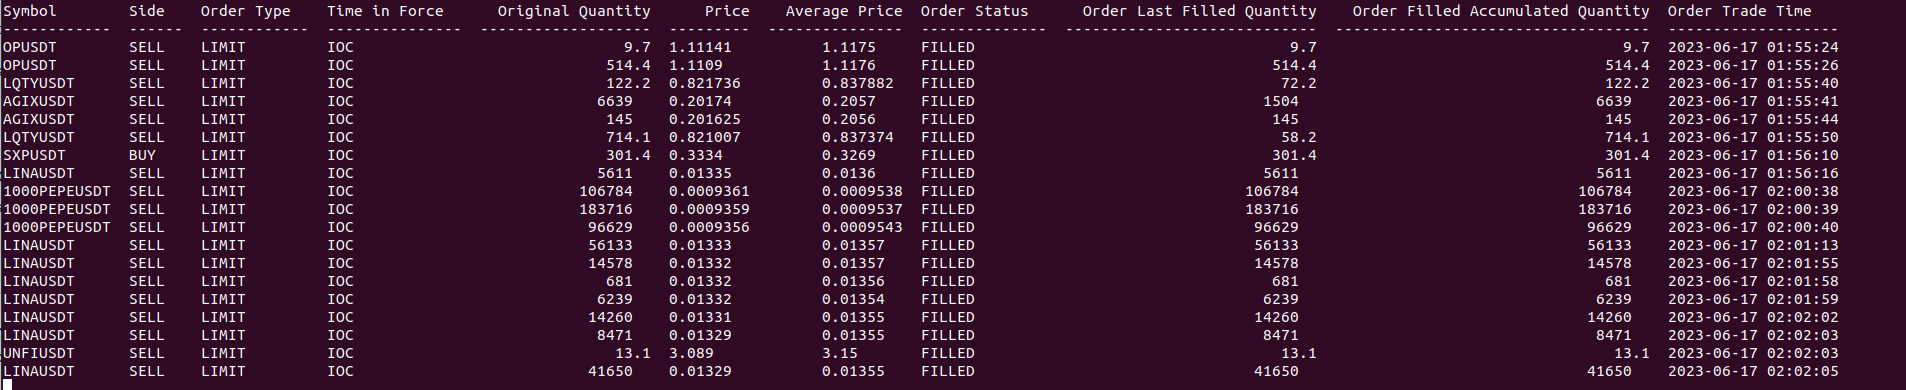 Symbol Side Order Type Time in Force Original Quantity Price Average Price Order Status Order Last Filled Quantity Order Filled Accumulated Quantity Order Trade Time
------------ ------ ------------ --------------- ------------------- --------- --------------- -------------- -------------------------- ----------------------------------- -------------------
OPUSDT SELL LIMIT IOC 9.7 1.11141 1.1175 FILLED 9.7 9.7 2023-06-17 01:55:24
OPUSDT SELL LIMIT IOC 514.4 1.1109 1.1176 FILLED 514.4 514.4 2023-06-17 01:55:26
LQTYUSDT SELL LIMIT IOC 122.2 0.821736 0.837882 FILLED 72.2 122.2 2023-06-17 01:55:40
AGIXUSDT SELL LIMIT IOC 6639 0.20174 0.2057 FILLED 1504 6639 2023-06-17 01:55:41
AGIXUSDT SELL LIMIT IOC 145 0.201625 0.2056 FILLED 145 145 2023-06-17 01:55:44
LQTYUSDT SELL LIMIT IOC 714.1 0.821007 0.837374 FILLED 58.2 714.1 2023-06-17 01:55:50
SXPUSDT BUY LIMIT IOC 301.4 0.3334 0.3269 FILLED 301.4 301.4 2023-06-17 01:56:10
LINAUSDT SELL LIMIT IOC 5611 0.01335 0.0136 FILLED 5611 5611 2023-06-17 01:56:16
1000PEPEUSDT SELL LIMIT IOC 106784 0.0009361 0.0009538 FILLED 106784 106784 2023-06-17 02:00:38
1000PEPEUSDT SELL LIMIT IOC 183716 0.0009359 0.0009537 FILLED 183716 183716 2023-06-17 02:00:39
1000PEPEUSDT SELL LIMIT IOC 96629 0.0009356 0.0009543 FILLED 96629 96629 2023-06-17 02:00:40
LINAUSDT SELL LIMIT IOC 56133 0.01333 0.01357 FILLED 56133 56133 2023-06-17 02:01:13
LINAUSDT SELL LIMIT IOC 14578 0.01332 0.01357 FILLED 14578 14578 2023-06-17 02:01:55
LINAUSDT SELL LIMIT IOC 681 0.01332 0.01356 FILLED 681 681 2023-06-17 02:01:58
LINAUSDT SELL LIMIT IOC 6239 0.01332 0.01354 FILLED 6239 6239 2023-06-17 02:01:59
LINAUSDT SELL LIMIT IOC 14260 0.01331 0.01355 FILLED 14260 14260 2023-06-17 02:02:02
LINAUSDT SELL LIMIT IOC 8471 0.01329 0.01355 FILLED 8471 8471 2023-06-17 02:02:03
UNFIUSDT SELL LIMIT IOC 13.1 3.089 3.15 FILLED 13.1 13.1 2023-06-17 02:02:03
LINAUSDT SELL LIMIT IOC 41650 0.01329 0.01355 FILLED 41650 41650 2023-06-17 02:02:05